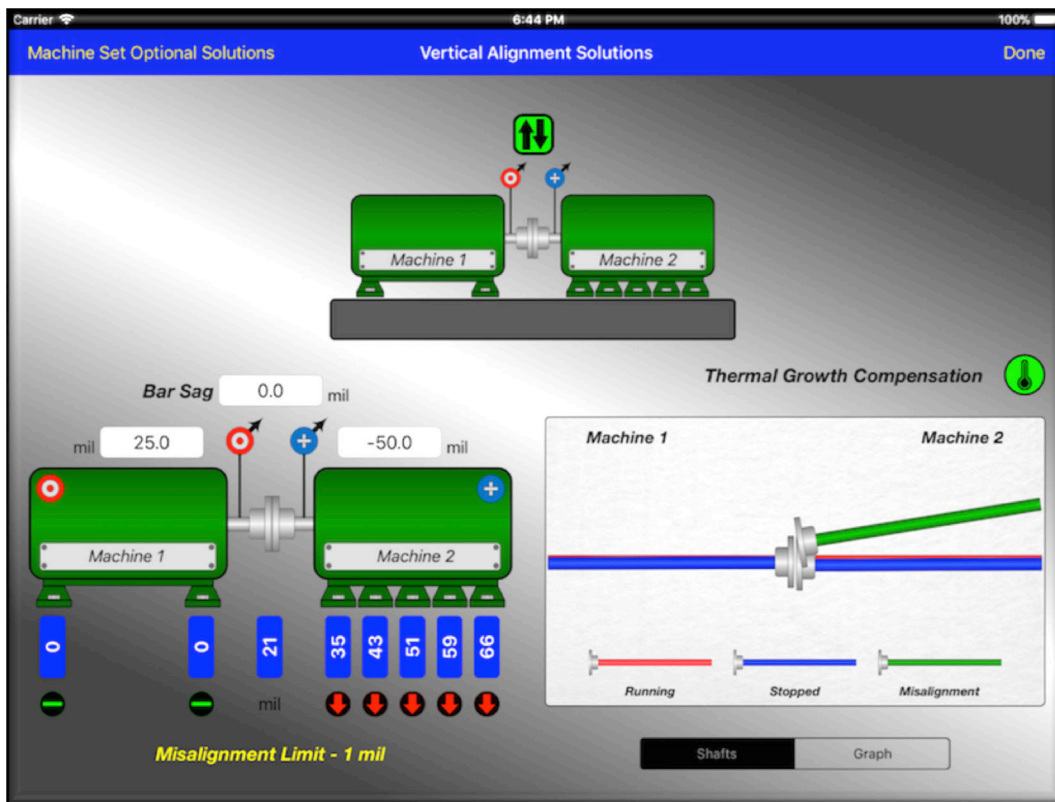 Carrier 6:44 PM 100%
Machine Set Optional Solutions Vertical Alignment Solutions Done
Machine 1 Machine 2
Thermal Growth Compensation
Bar Sag 0.0 mil
mil 25.0 -50.0 mil
Machine 1 Machine 2
Machine 1 Machine 2
0 0 21 35 43 51 59 66
mil
Running Stopped Misalignment
Misalignment Limit - 1 mil
Shafts Graph